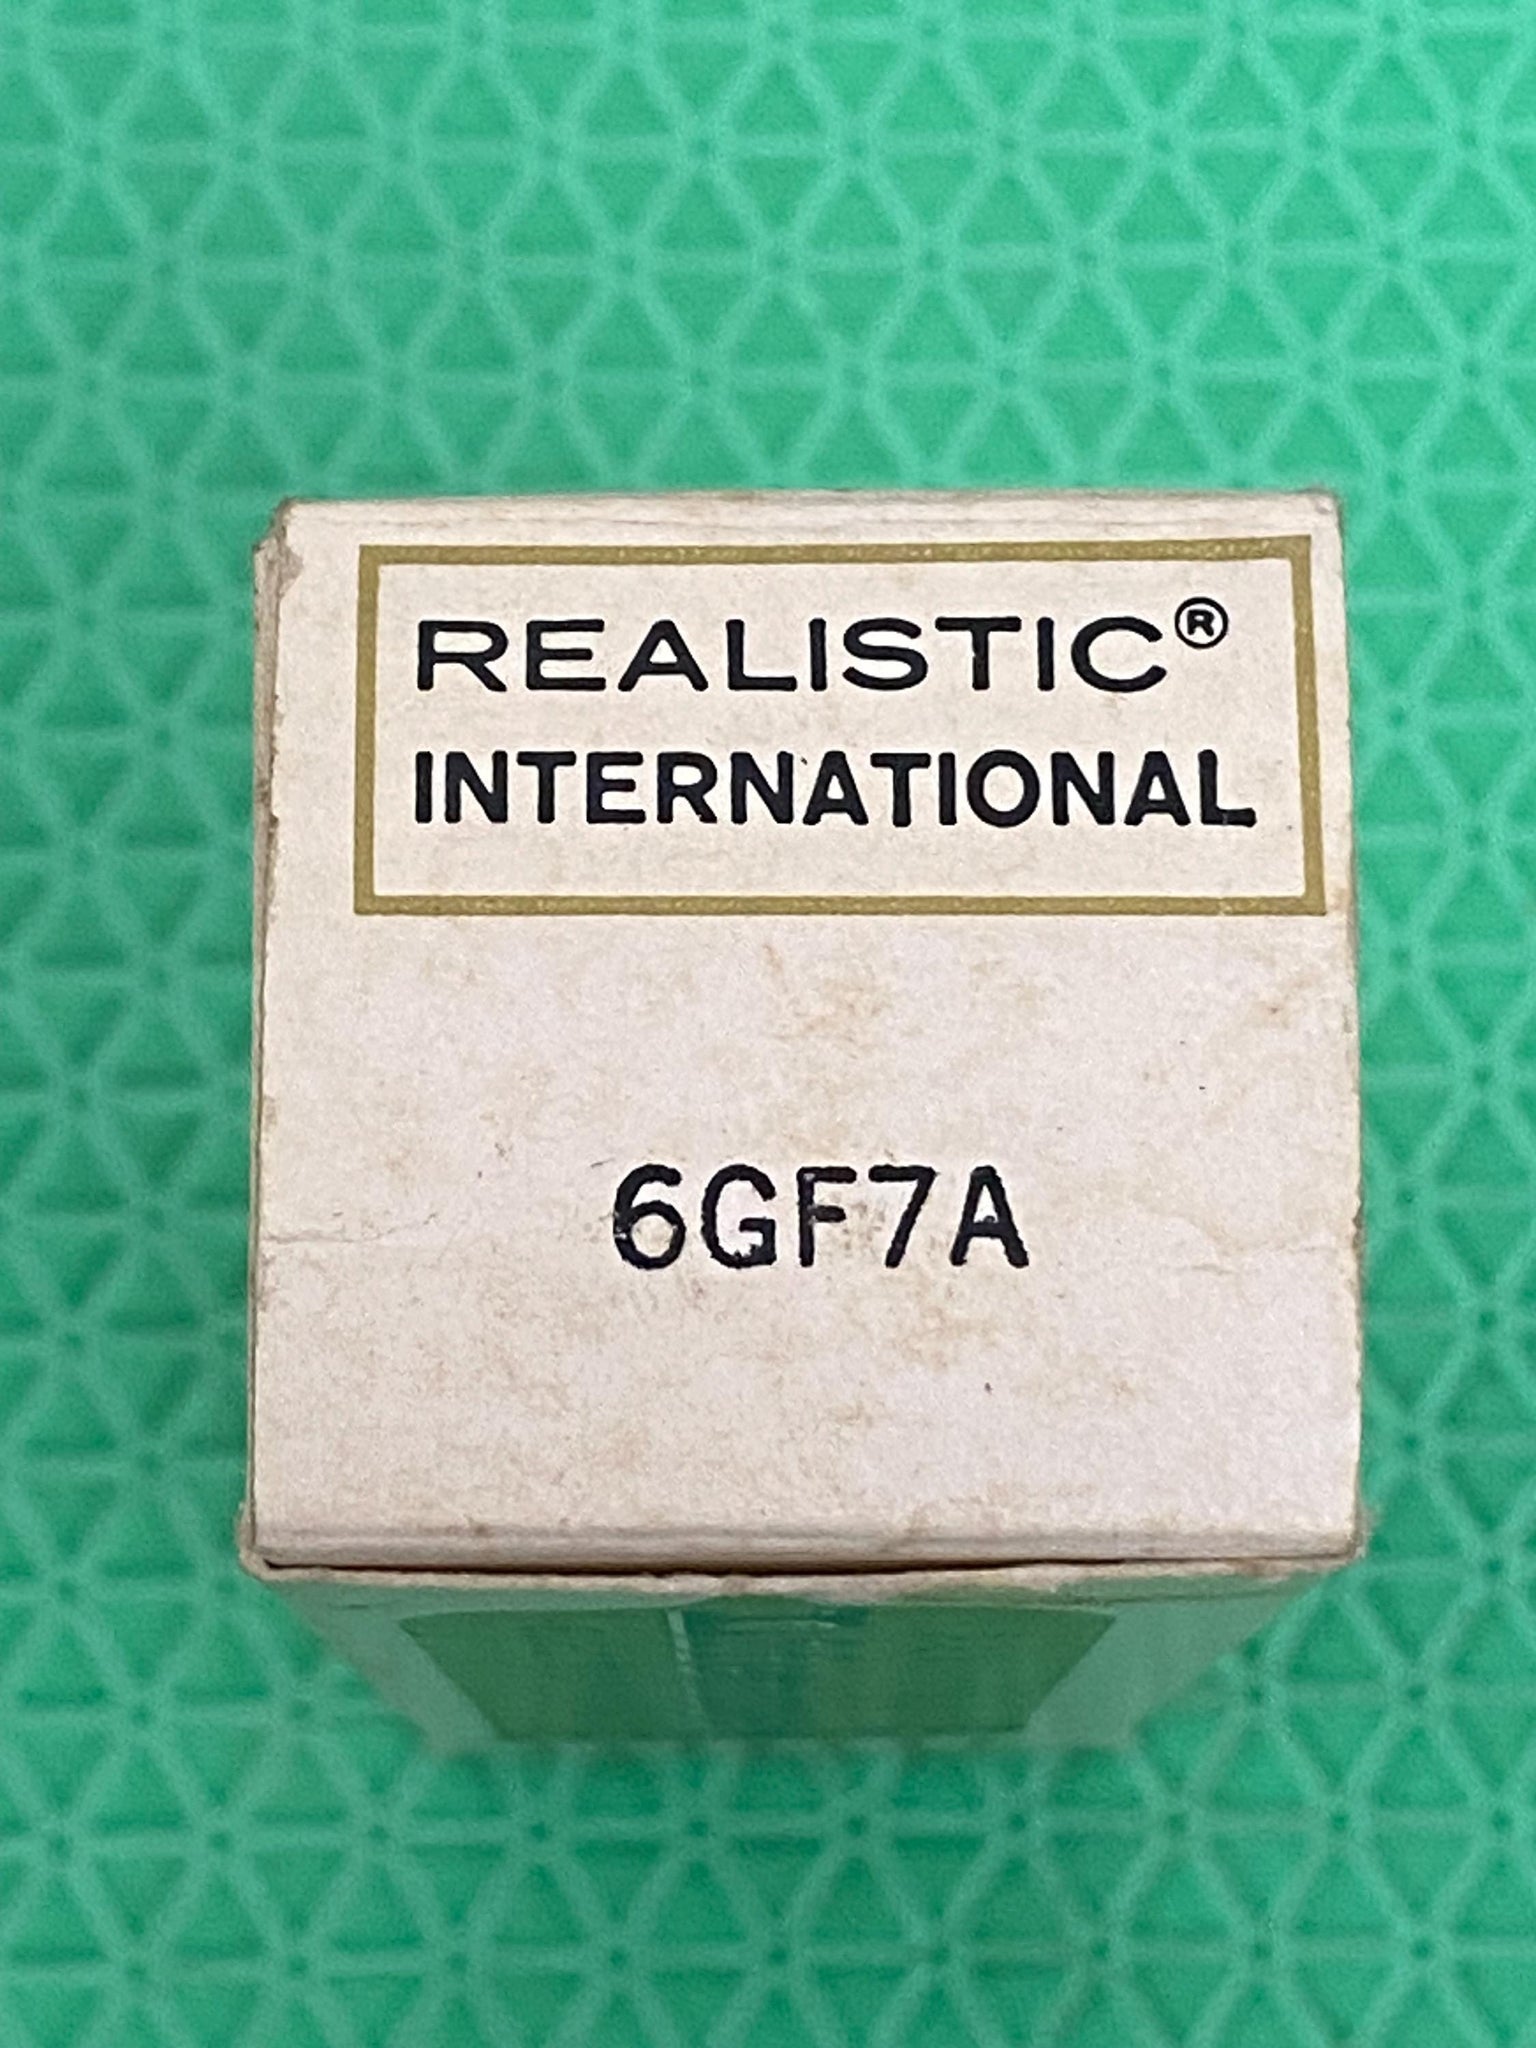 REALISTIC®
INTERNATIONAL
6GF7A